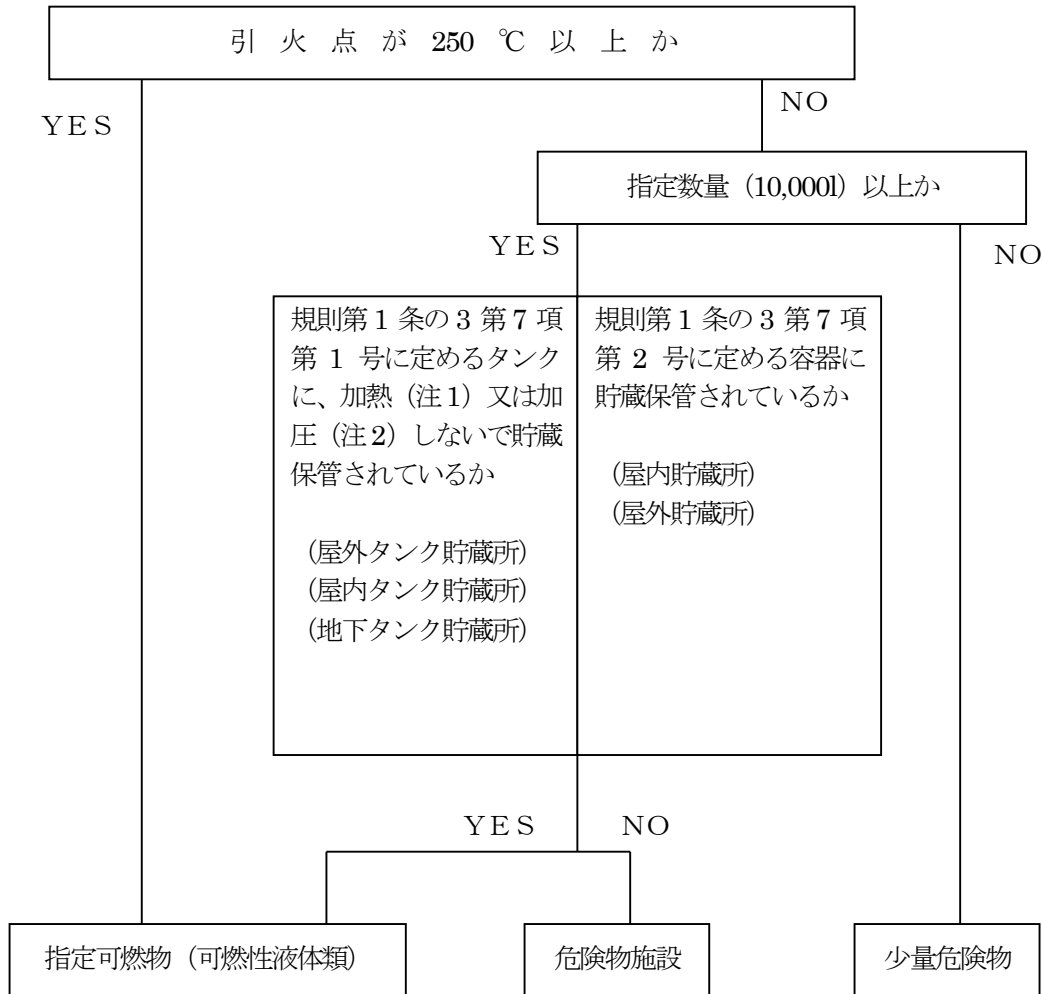 引火点が250℃以上か
YES
NO
指定数量（10,000l）以上か
YES
NO
規則第1条の3第7項
第1号に定めるタンク
に、加熱（注1）又は加
圧（注2）しないで貯蔵
保管されているか
（屋外タンク貯蔵所）
（屋内タンク貯蔵所）
（地下タンク貯蔵所）
規則第1条の3第7項
第2号に定める容器に
貯蔵保管されているか
（屋内貯蔵所）
（屋外貯蔵所）
YES
NO
指定可燃物（可燃性液体類）
危険物施設
少量危険物